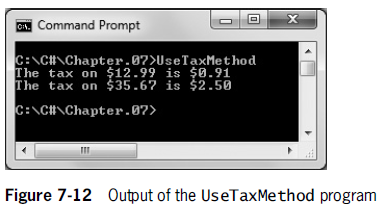 Command Prompt
C:\C#\Chapter.07>UseTaxMethod
The tax on $12.99 is $0.91
The tax on $35.67 is $2.50
C:\C#\Chapter.07>
Figure 7-12 Output of the UseTaxMethod program